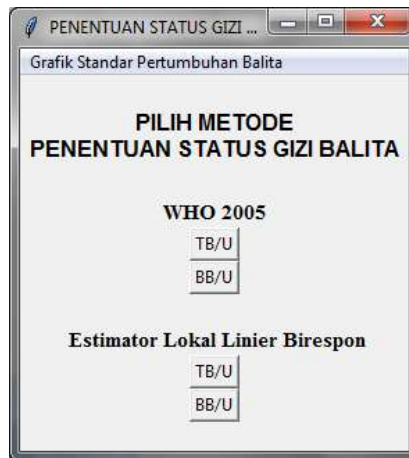 PENENTUAN STATUS GIZI ...
Grafik Standar Pertumbuhan Balita
PILIH METODE
PENENTUAN STATUS GIZI BALITA
WHO 2005
TB/U
BB/U
Estimator Lokal Linier Birespon
TB/U
BB/U